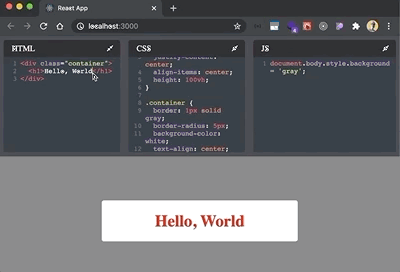 React App
localhost:3000
HTML
1 <div class="container">
2 <h1>Hello, World</h1>
3 </div>
CSS
justify-content:
center;
5 align-items: center;
6 height: 100vh;
7 }
8
9 .container {
10 border: 1px solid
gray;
10 border-radius: 5px;
11 background-color:
white;
12 text-align: center;
JS
1 document.body.style.background
= 'gray';
Hello, World